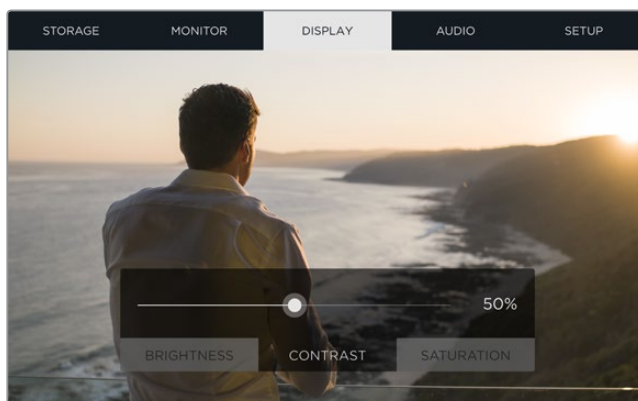 STORAGE MONITOR DISPLAY AUDIO SETUP
50%
BRIGHTNESS CONTRAST SATURATION